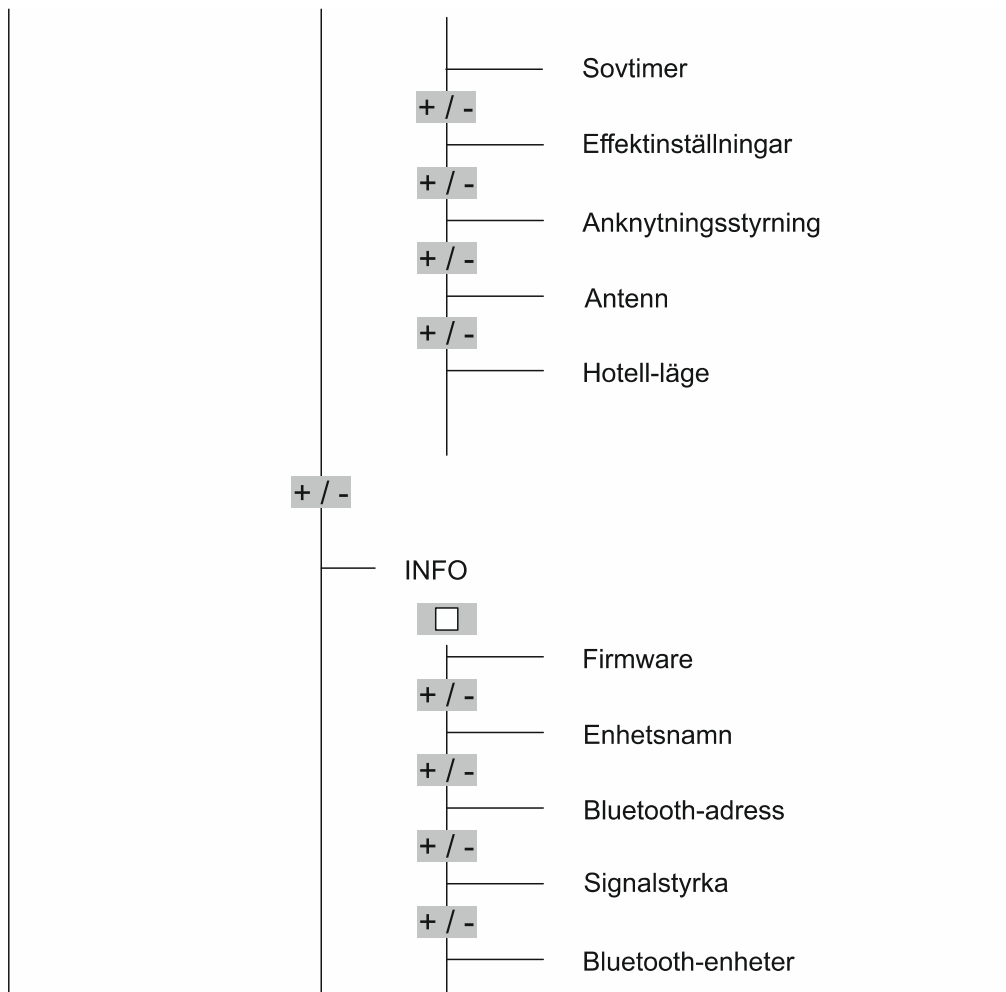 Sovtimer
+ / -
Effektinställningar
+ / -
Anknytningsstyrning
+ / -
Antenn
+ / -
Hotell-läge
+ / -
INFO
Firmware
+ / -
Enhetsnamn
+ / -
Bluetooth-adress
+ / -
Signalstyrka
+ / -
Bluetooth-enheter